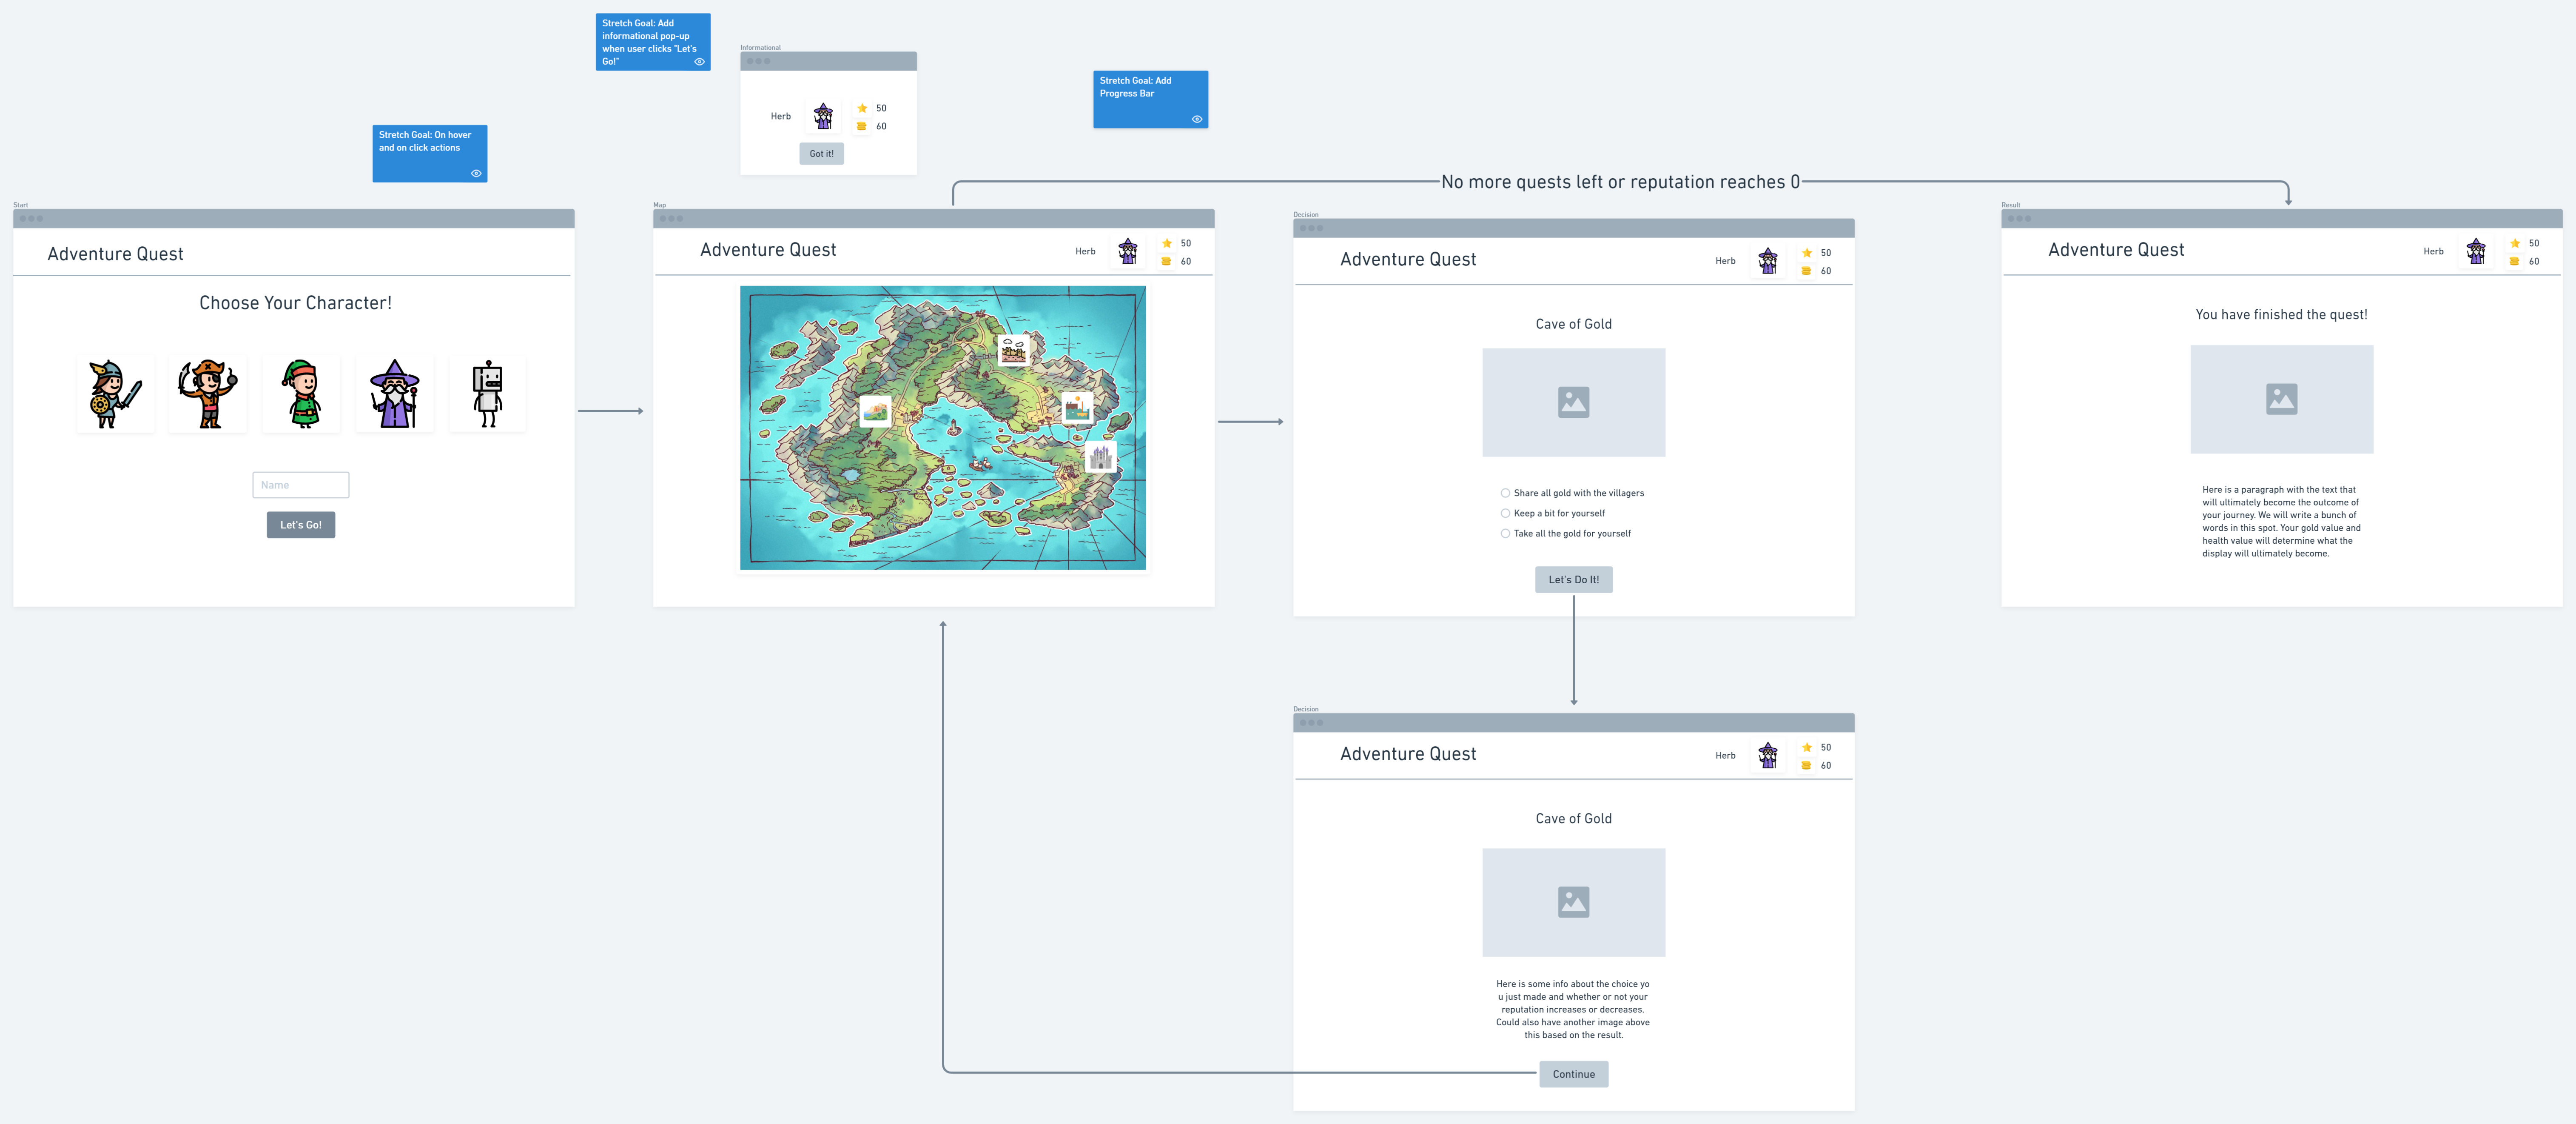 Stretch Goal: Add
informational pop-up
when user clicks "Let's
Go!"
Informational
Herb
50
60
Got it!
Stretch Goal: Add
Progress Bar
Stretch Goal: On hover
and on click actions
No more quests left or reputation reaches 0
Start
Adventure Quest
Choose Your Character!
Name
Let's Go!
Map
Adventure Quest
Herb
50
60
Decision
Adventure Quest
Herb
50
60
Cave of Gold
Share all gold with the villagers
Keep a bit for yourself
Take all the gold for yourself
Let's Do It!
Result
Adventure Quest
Herb
50
60
You have finished the quest!
Here is a paragraph with the text that
will ultimately become the outcome of
your journey. We will write a bunch of
words in this spot. Your gold value and
health value will determine what the
display will ultimately become.
Decision
Adventure Quest
Herb
50
60
Cave of Gold
Here is some info about the choice yo
u just made and whether or not your
reputation increases or decreases.
Could also have another image above
this based on the result.
Continue